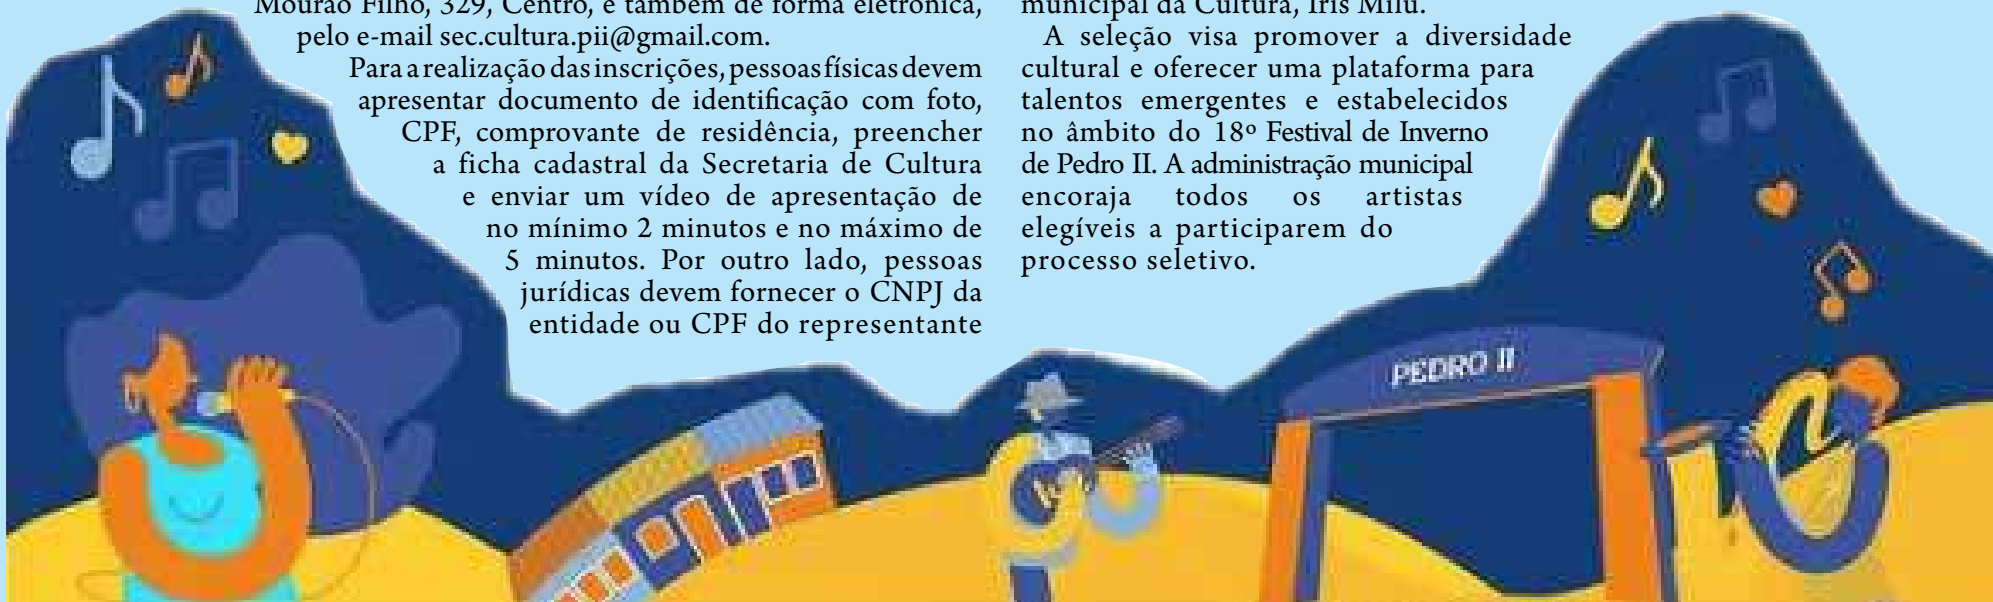 Mourão Filho, 329, Centro, e também de forma eletrônica,
pelo e-mail sec.cultura.pii@gmail.com.
Para a realização das inscrições, pessoas físicas devem
apresentar documento de identificação com foto,
CPF, comprovante de residência, preencher
a ficha cadastral da Secretaria de Cultura
e enviar um vídeo de apresentação de
no mínimo 2 minutos e no máximo de
5 minutos. Por outro lado, pessoas
jurídicas devem fornecer o CNPJ da
entidade ou CPF do representante
municipal da Cultura, Iris Milú.
A seleção visa promover a diversidade
cultural e oferecer uma plataforma para
talentos emergentes e estabelecidos
no âmbito do 18º Festival de Inverno
de Pedro II. A administração municipal
encoraja todos os artistas
elegíveis a participarem do
processo seletivo.
PEDRO II